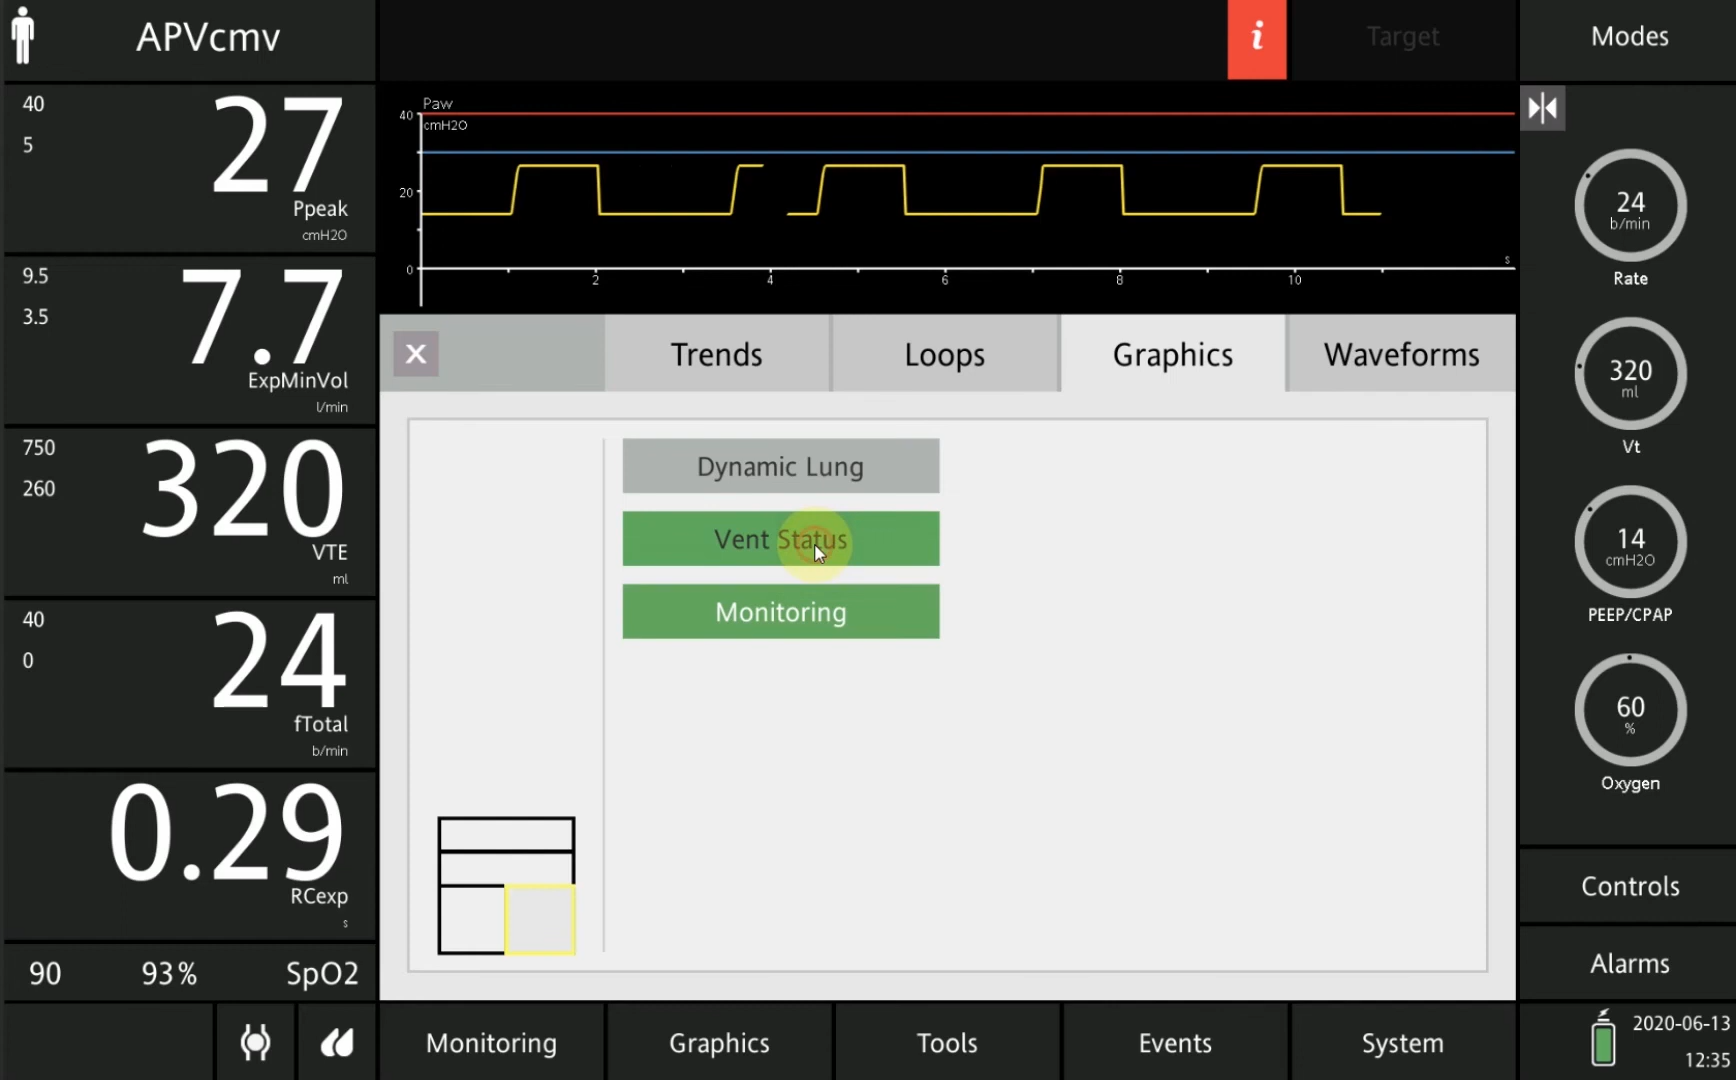 APVcmv
i
Target
Modes
40
5
27
Ppeak
cmH2O
9.5
3.5
7.7
ExpMinVol
l/min
750
260
320
VTE
ml
40
0
24
fTotal
b/min
0.29
RCexp
s
90 93% SpO2
Paw
cmH2O
40
20
0
2 4 6 8 10
s
X
Trends
Loops
Graphics
Waveforms
Dynamic Lung
Vent Status
Monitoring
24
b/min
Rate
320
ml
Vt
14
cmH2O
PEEP/CPAP
60
%
Oxygen
Controls
Alarms
Monitoring
Graphics
Tools
Events
System
2020-06-13
12:35